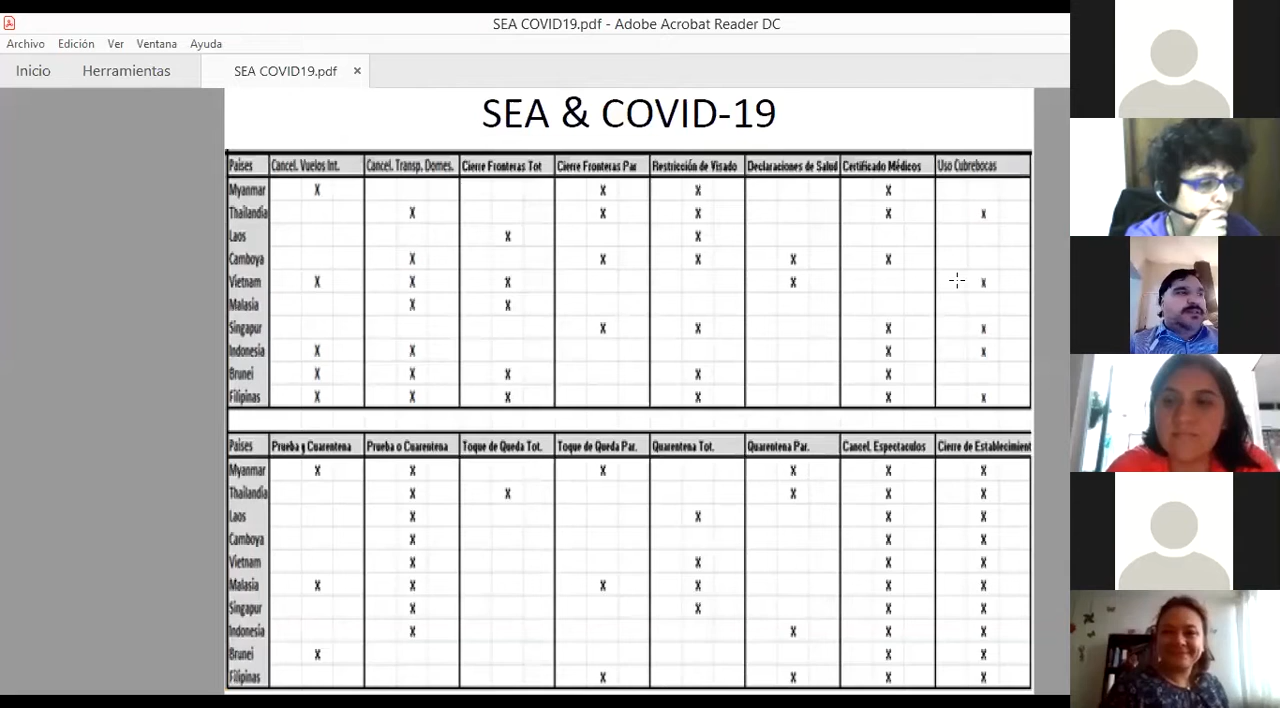 SEA COVID19.pdf - Adobe Acrobat Reader DC
Archivo Edición Ver Ventana Ayuda
Inicio Herramientas SEA COVID19.pdf ×
SEA & COVID-19
Países Cancel. Vuelos Int. Cancel. Transp. Domes. Cierre Fronteras Tot Cierre Fronteras Par Restricción de Visado Declaraciones de Salud Certificado Médicos Uso Cubrebocas
Myanmar X X X X
Thailandia X X X X x
Laos X X
Camboya X X X X X
Vietnam X X X X x
Malasia X X
Singapur X X X x
Indonesia X X X x
Brunei X X X X X
Filipinas X X X X X x
Países Prueba y Cuarentena Prueba o Cuarentena Toque de Queda Tot. Toque de Queda Par. Quarentena Tot. Quarentena Par. Cancel. Espectaculos Cierre de Establecimient
Myanmar X X X X X X
Thailandia X X X X X
Laos X X X X
Camboya X X X
Vietnam X X X X
Malasia X X X X X X
Singapur X X X X
Indonesia X X X X
Brunei X X X
Filipinas X X X X